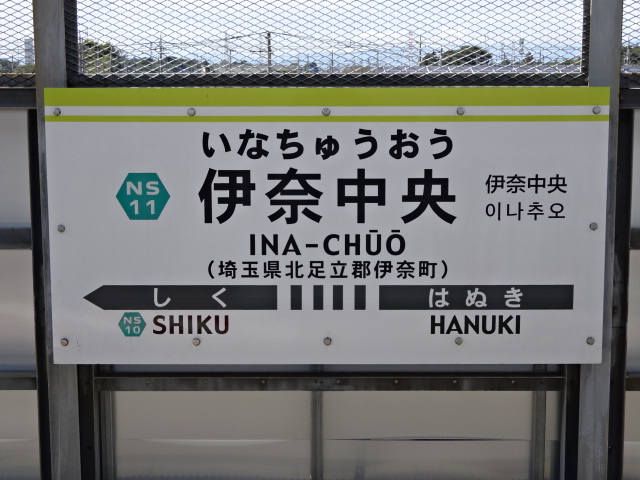 いなちゅうおう
NS
11
伊奈中央
伊奈中央
이나추오
INA-CHŪŌ
(埼玉県北足立郡伊奈町)
しく
はぬき
NS
10
SHIKU
HANUKI